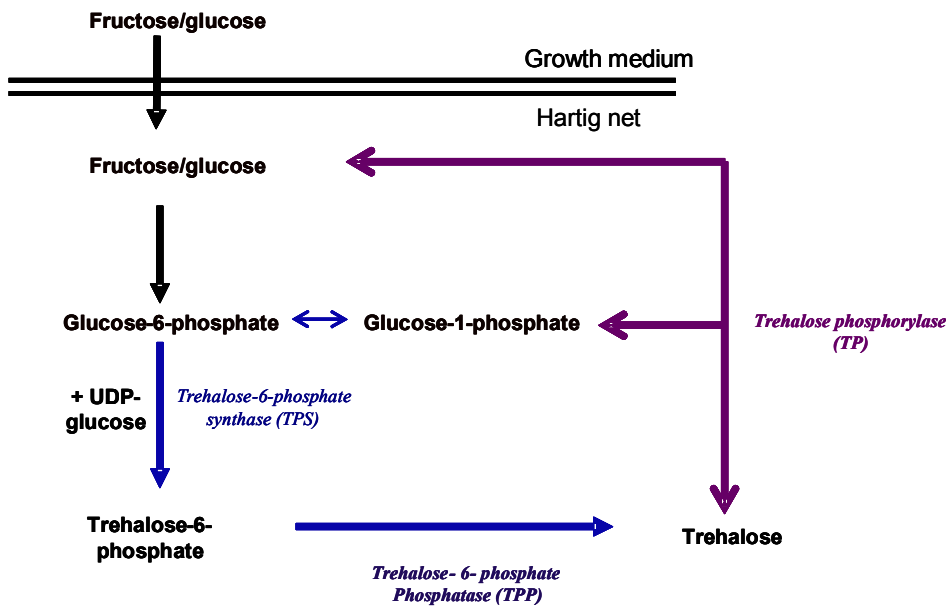 Fructose/glucose
Growth medium
Hartig net
Fructose/glucose
Glucose-6-phosphate
Glucose-1-phosphate
Trehalose phosphorylase
(TP)
+ UDP-
glucose
Trehalose-6-phosphate
synthase (TPS)
Trehalose-6-
phosphate
Trehalose
Trehalose- 6- phosphate
Phosphatase (TPP)